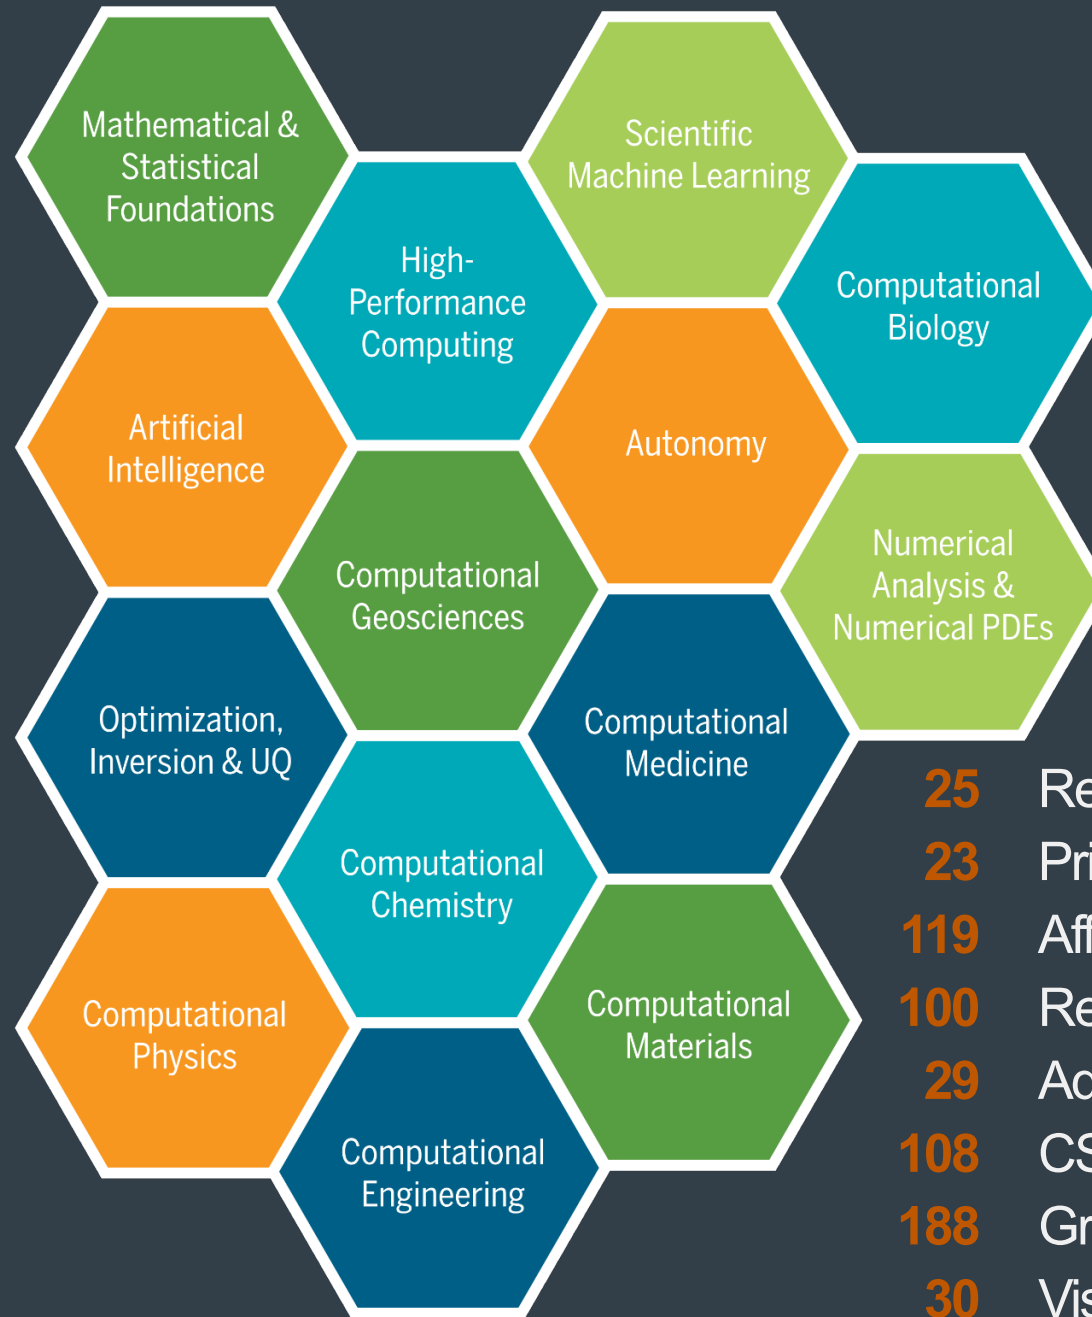 Mathematical &
Statistical
Foundations
Scientific
Machine Learning
High-
Performance
Computing
Computational
Biology
Artificial
Intelligence
Autonomy
Computational
Geosciences
Numerical
Analysis &
Numerical PDEs
Optimization,
Inversion & UQ
Computational
Medicine
Computational
Chemistry
Computational
Physics
Computational
Materials
Computational
Engineering
25
23
119
100
29
108
188
30